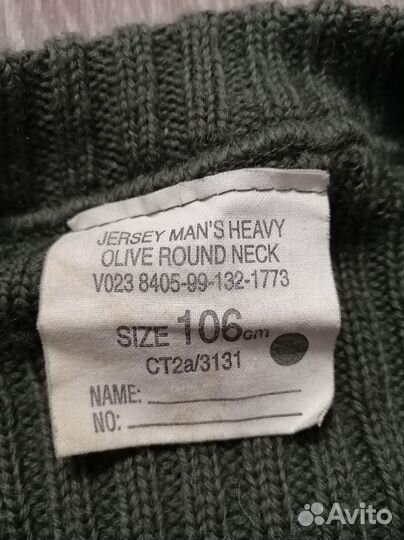 JERSEY MAN'S HEAVY
OLIVE ROUND NECK
V023 8405-99-132-1773
SIZE 106cm
CT2a/3131
NAME:
NO:
Avito